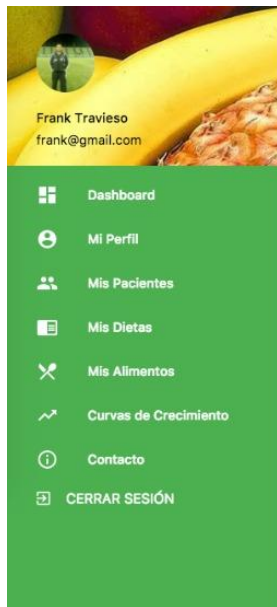 Frank Travieso
frank@gmail.com
Dashboard
Mi Perfil
Mis Pacientes
Mis Dietas
Mis Alimentos
Curvas de Crecimiento
Contacto
CERRAR SESIÓN